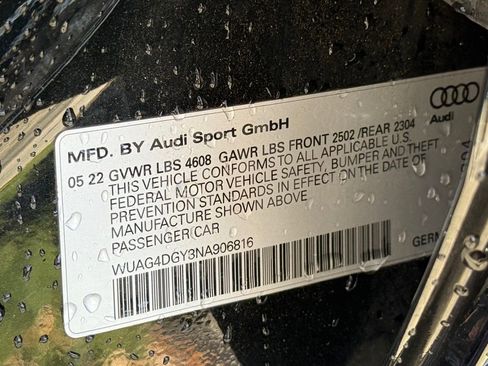 MFD. BY Audi Sport GmbH
Audi
05 22 GVWR LBS 4608 GAWR LBS FRONT 2502 /REAR 2304
THIS VEHICLE CONFORMS TO ALL APPLICABLE U.S.
FEDERAL MOTOR VEHICLE SAFETY, BUMPER AND THEFT
PREVENTION STANDARDS IN EFFECT ON THE DATE OF
MANUFACTURE SHOWN ABOVE.
PASSENGER CAR
WUAG4DGY3NA906816
GERM